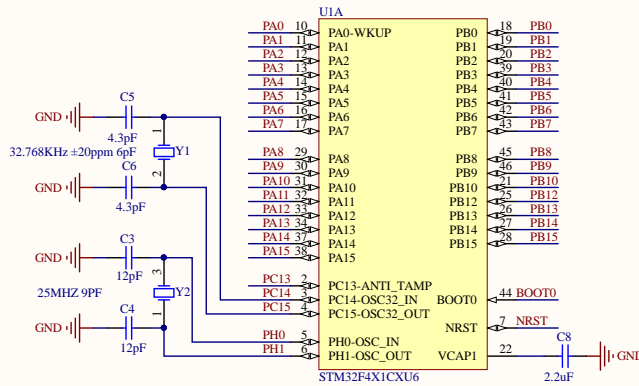 U1A
PA0 10 PA0-WKUP PB0 18 PB0
PA1 11 PA1 PB1 19 PB1
PA2 12 PA2 PB2 20 PB2
PA3 13 PA3 PB3 39 PB3
PA4 14 PA4 PB4 40 PB4
PA5 15 PA5 PB5 41 PB5
PA6 16 PA6 PB6 42 PB6
PA7 17 PA7 PB7 43 PB7
PA8 29 PA8 PB8 45 PB8
PA9 30 PA9 PB9 46 PB9
PA10 31 PA10 PB10 21 PB10
PA11 32 PA11 PB12 25 PB12
PA12 33 PA12 PB13 26 PB13
PA13 34 PA13 PB14 27 PB14
PA14 37 PA14 PB15 28 PB15
PA15 38 PA15
PC13 2 PC13-ANTI_TAMP
PC14 3 PC14-OSC32_IN BOOT0 44 BOOT0
PC15 4 PC15-OSC32_OUT
NRST 7 NRST
PH0 5 PH0-OSC_IN
PH1 6 PH1-OSC_OUT VCAP1 22
STM32F4X1CXU6
C5
GND
4.3pF
1
32.768KHz ±20ppm 6pF Y1
2
C6
GND
4.3pF
C3
GND
12pF
3
25MHZ 9PF Y2
1
C4
GND
12pF
C8
GND
2.2uF